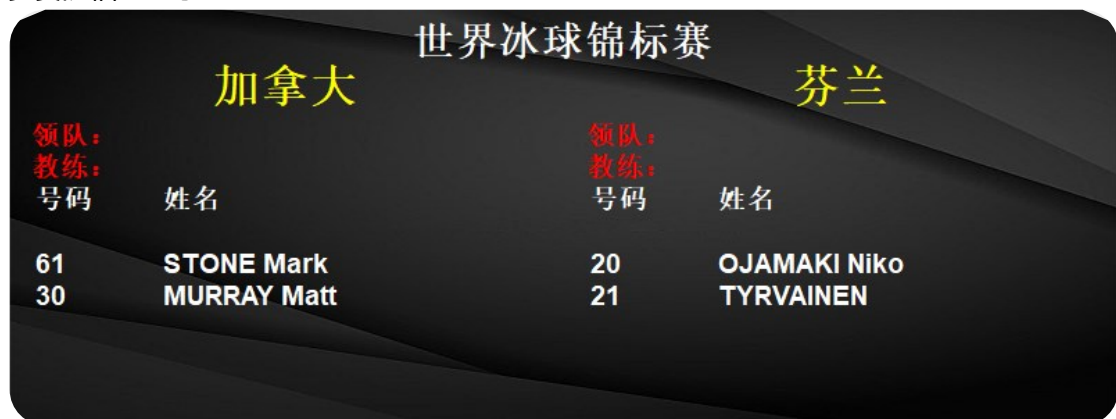 世界冰球锦标赛
加拿大 芬兰
领队： 领队：
教练： 教练：
号码 姓名 号码 姓名
61 STONE Mark 20 OJAMAKI Niko
30 MURRAY Matt 21 TYRVAINEN